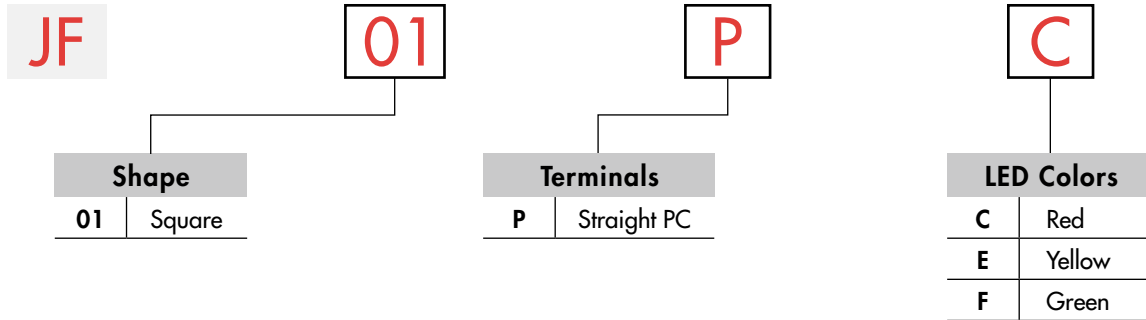 JF 01 P C
Shape Terminals LED Colors
01 Square P Straight PC C Red
E Yellow
F Green